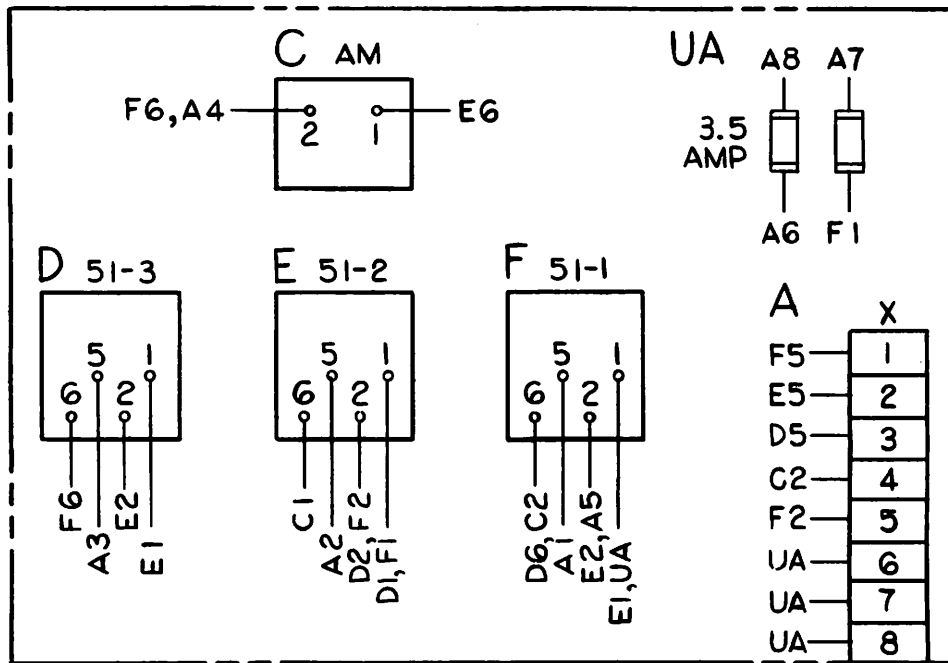 C AM
UA A8 A7
F6,A4 2 1 E6
3.5
AMP
A6 F1
D 51-3
E 51-2
F 51-1
6 5 2 1
6 5 2 1
6 5 2 1
F6 A3 E2 E1
C1 A2 D2,F2 D1,F1
D6,C2 A1 E2,A5 E1,UA
A X
F5 1
E5 2
D5 3
C2 4
F2 5
UA 6
UA 7
UA 8